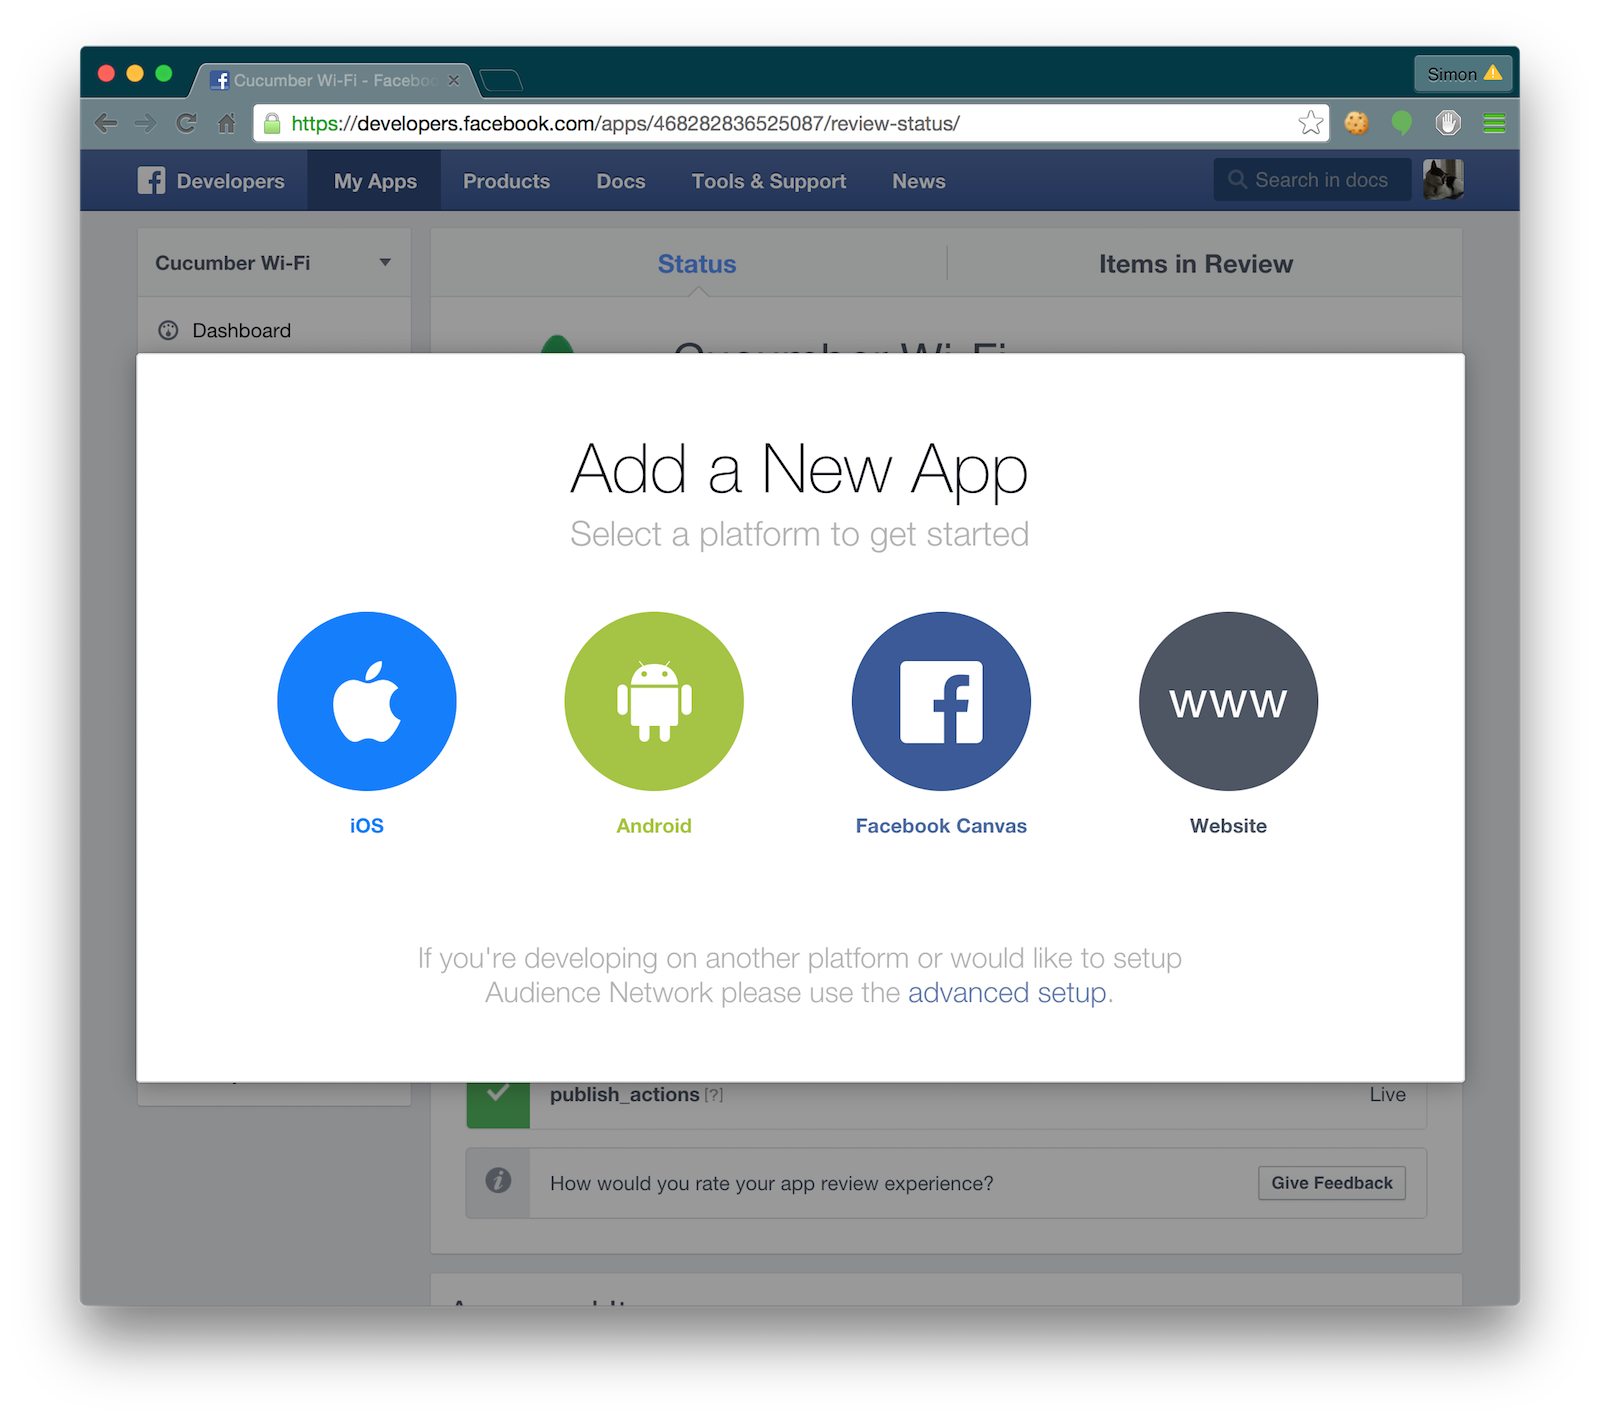 Cucumber Wi-Fi - Facebo
Simon
https://developers.facebook.com/apps/468282836525087/review-status/
Developers
My Apps
Products
Docs
Tools & Support
News
Search in docs
Cucumber Wi-Fi
Status
Items in Review
Dashboard
Cucumber Wi-Fi
Add a New App
Select a platform to get started
www
iOS
Android
Facebook Canvas
Website
If you're developing on another platform or would like to setup
Audience Network please use the advanced setup.
publish_actions [?]
Live
How would you rate your app review experience?
Give Feedback